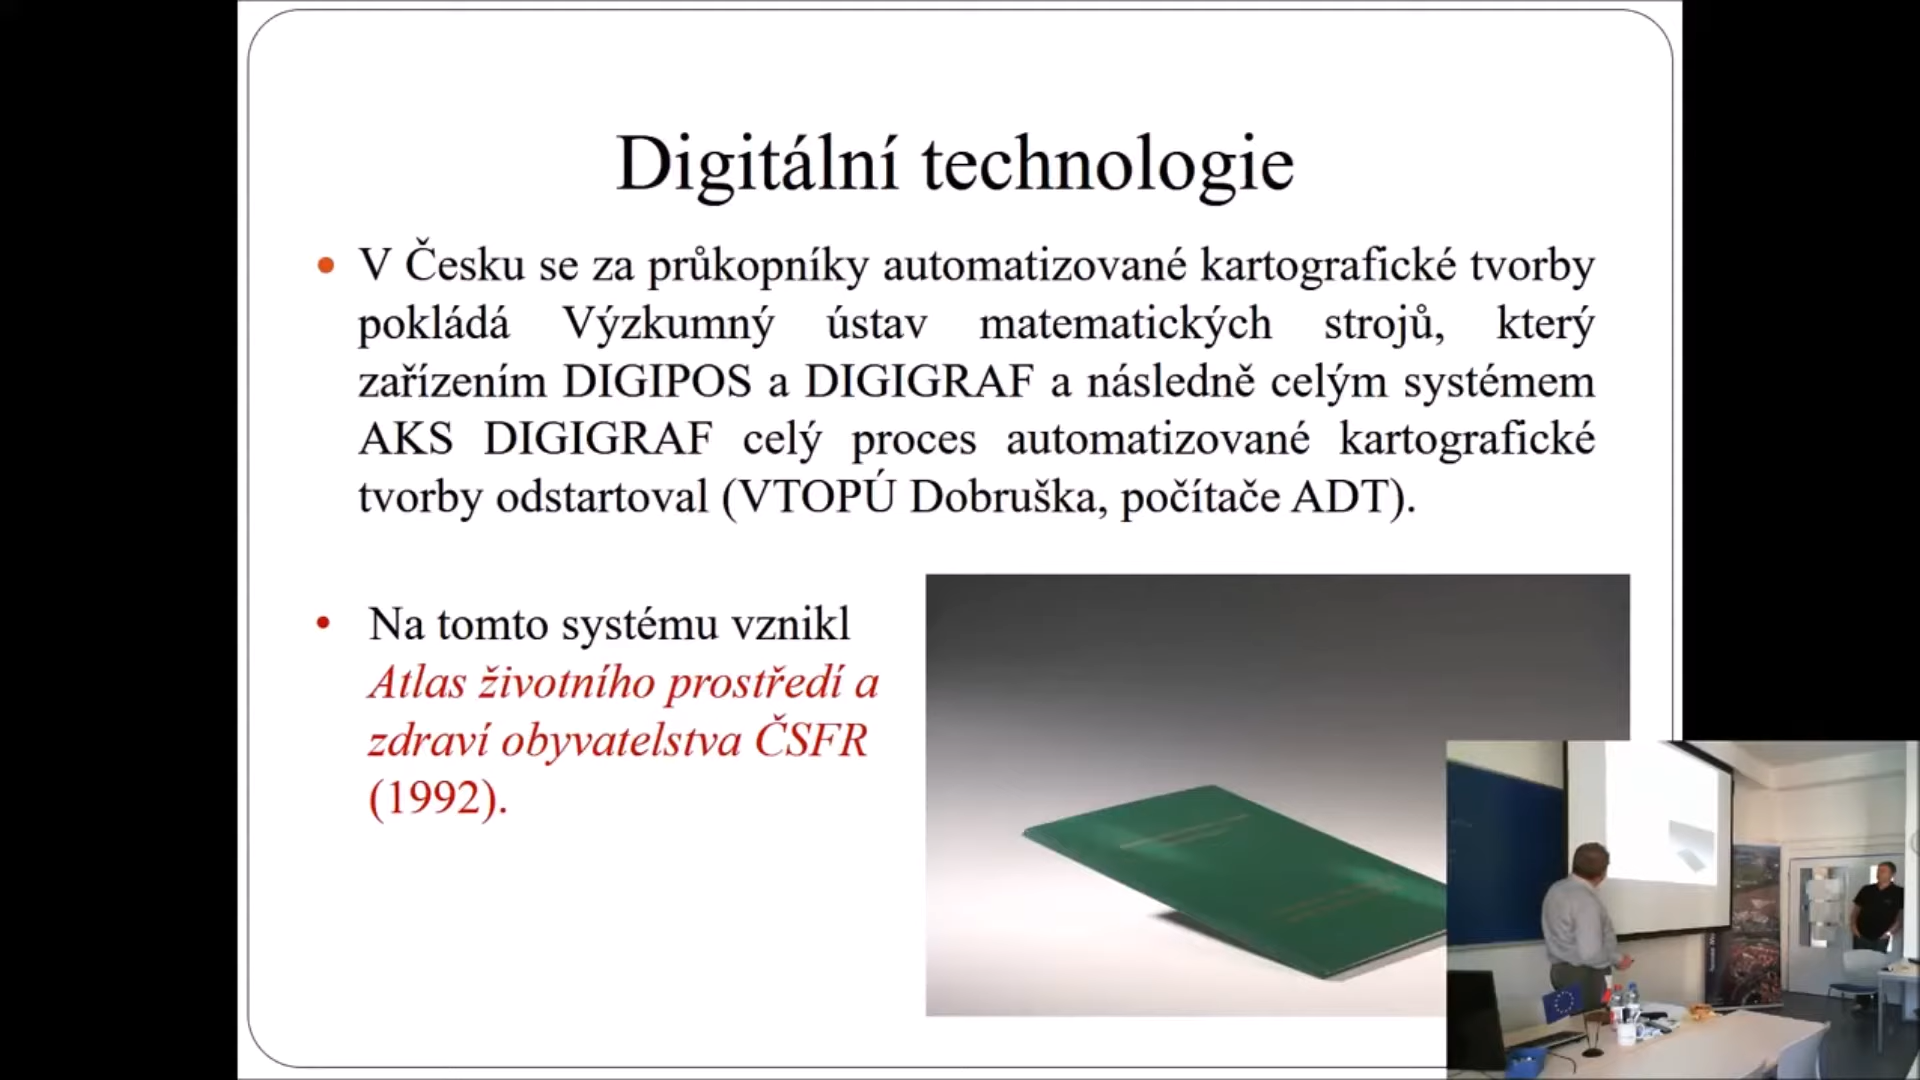 Digitální technologie
V Česku se za průkopníky automatizované kartografické tvorby
pokládá Výzkumný ústav matematických strojů, který
zařízením DIGIPOS a DIGIGRAF a následně celým systémem
AKS DIGIGRAF celý proces automatizované kartografické
tvorby odstartoval (VTOPÚ Dobruška, počítače ADT).
Na tomto systému vznikl
Atlas životního prostředí a
zdraví obyvatelstva ČSFR
(1992).